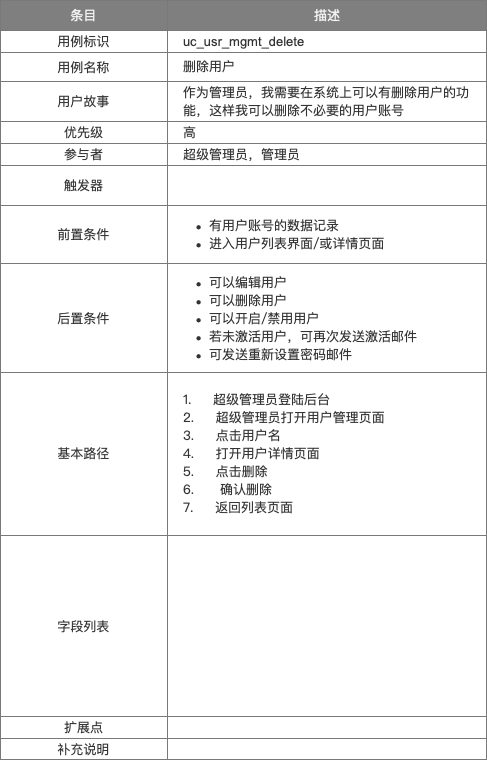 条目 描述
用例标识 uc_usr_mgmt_delete
用例名称 删除用户
用户故事 作为管理员，我需要在系统上可以有删除用户的功
能，这样我可以删除不必要的用户账号
优先级 高
参与者 超级管理员，管理员
触发器
前置条件
• 有用户账号的数据记录
• 进入用户列表界面/或详情页面
后置条件
• 可以编辑用户
• 可以删除用户
• 可以开启/禁用用户
• 若未激活用户，可再次发送激活邮件
• 可发送重新设置密码邮件
基本路径
1. 超级管理员登陆后台
2. 超级管理员打开用户管理页面
3. 点击用户名
4. 打开用户详情页面
5. 点击删除
6. 确认删除
7. 返回列表页面
字段列表
扩展点
补充说明